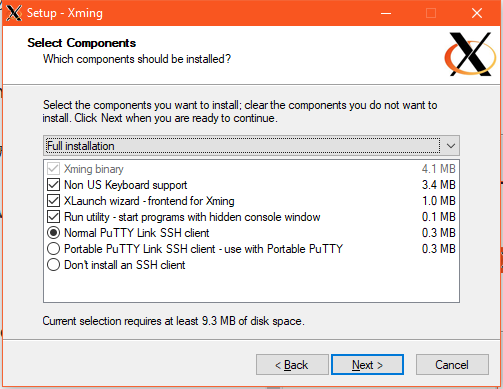 Setup - Xming
Select Components
Which components should be installed?
Select the components you want to install; clear the components you do not want to
install. Click Next when you are ready to continue.
Full installation
Xming binary 4.1 MB
Non US Keyboard support 3.4 MB
XLaunch wizard - frontend for Xming 1.0 MB
Run utility - start programs with hidden console window 0.1 MB
Normal PuTTY Link SSH client 0.3 MB
Portable PuTTY Link SSH client - use with Portable PuTTY 0.3 MB
Don't install an SSH client
Current selection requires at least 9.3 MB of disk space.
< Back Next > Cancel